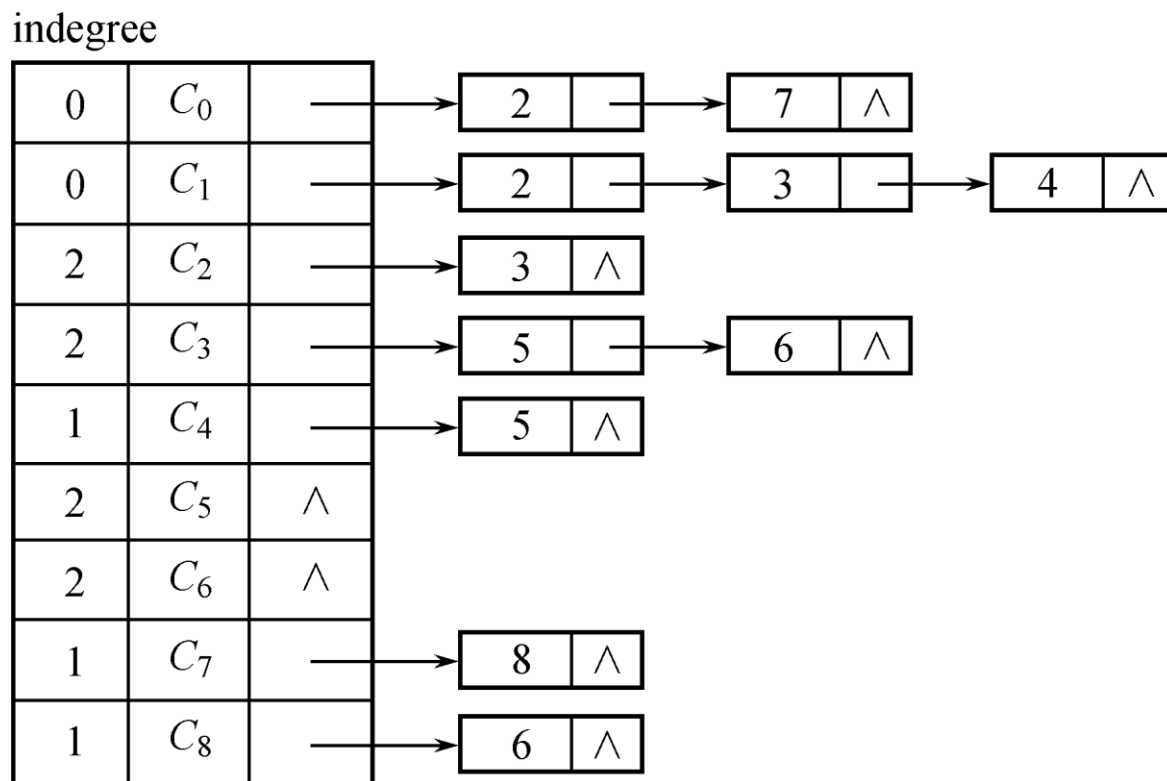 indegree
0 C₀ 2 7 ∧
0 C₁ 2 3 4 ∧
2 C₂ 3 ∧
2 C₃ 5 6 ∧
1 C₄ 5 ∧
2 C₅ ∧
2 C₆ ∧
1 C₇ 8 ∧
1 C₈ 6 ∧